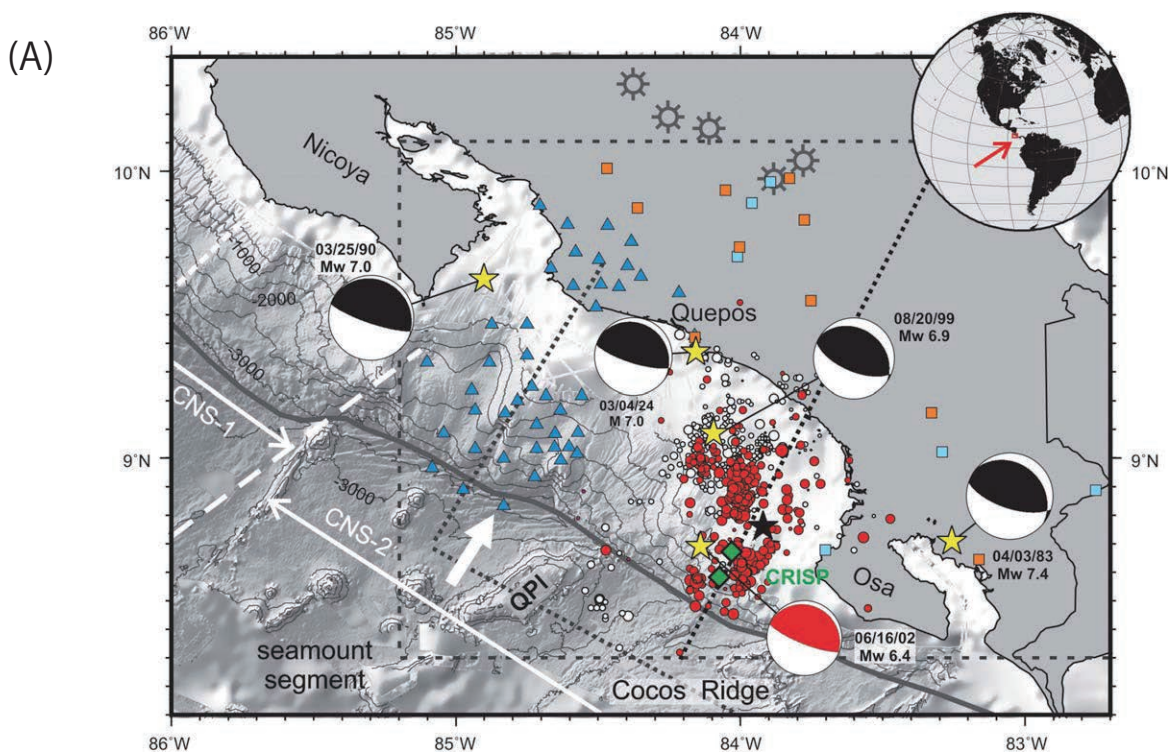 (A)
86°W
85°W
84°W
83°W
10°N
10°N
Nicoya
03/25/90
Mw 7.0
-1000
-2000
-3000
Quepos
08/20/99
Mw 6.9
03/04/24
M 7.0
CNS-1
9°N
9°N
-3000
CNS-2
QPI
CRISP
Osa
04/03/83
Mw 7.4
06/16/02
Mw 6.4
seamount
segment
Cocos Ridge
86°W
85°W
84°W
83°W